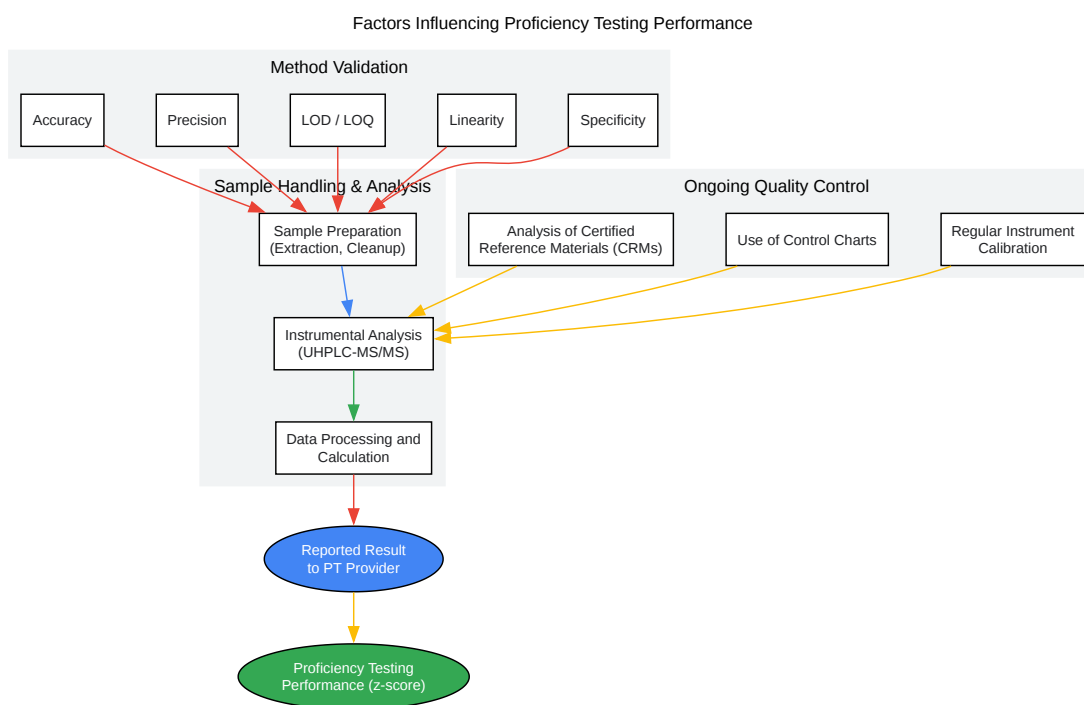 Factors Influencing Proficiency Testing Performance
Method Validation
Accuracy
Precision
LOD / LOQ
Linearity
Specificity
Sample Handling & Analysis
Ongoing Quality Control
Sample Preparation
(Extraction, Cleanup)
Analysis of Certified
Reference Materials (CRMs)
Use of Control Charts
Regular Instrument
Calibration
Instrumental Analysis
(UHPLC-MS/MS)
Data Processing and
Calculation
Reported Result
to PT Provider
Proficiency Testing
Performance (z-score)